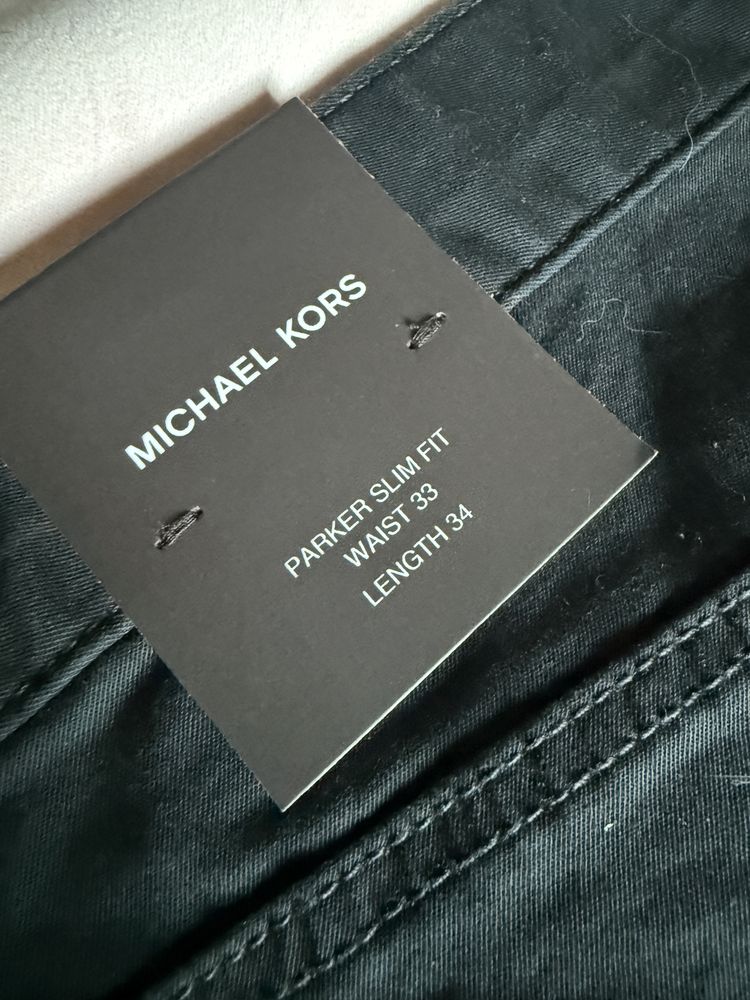 MICHAEL KORS
PARKER SLIM FIT
WAIST 33
LENGTH 34